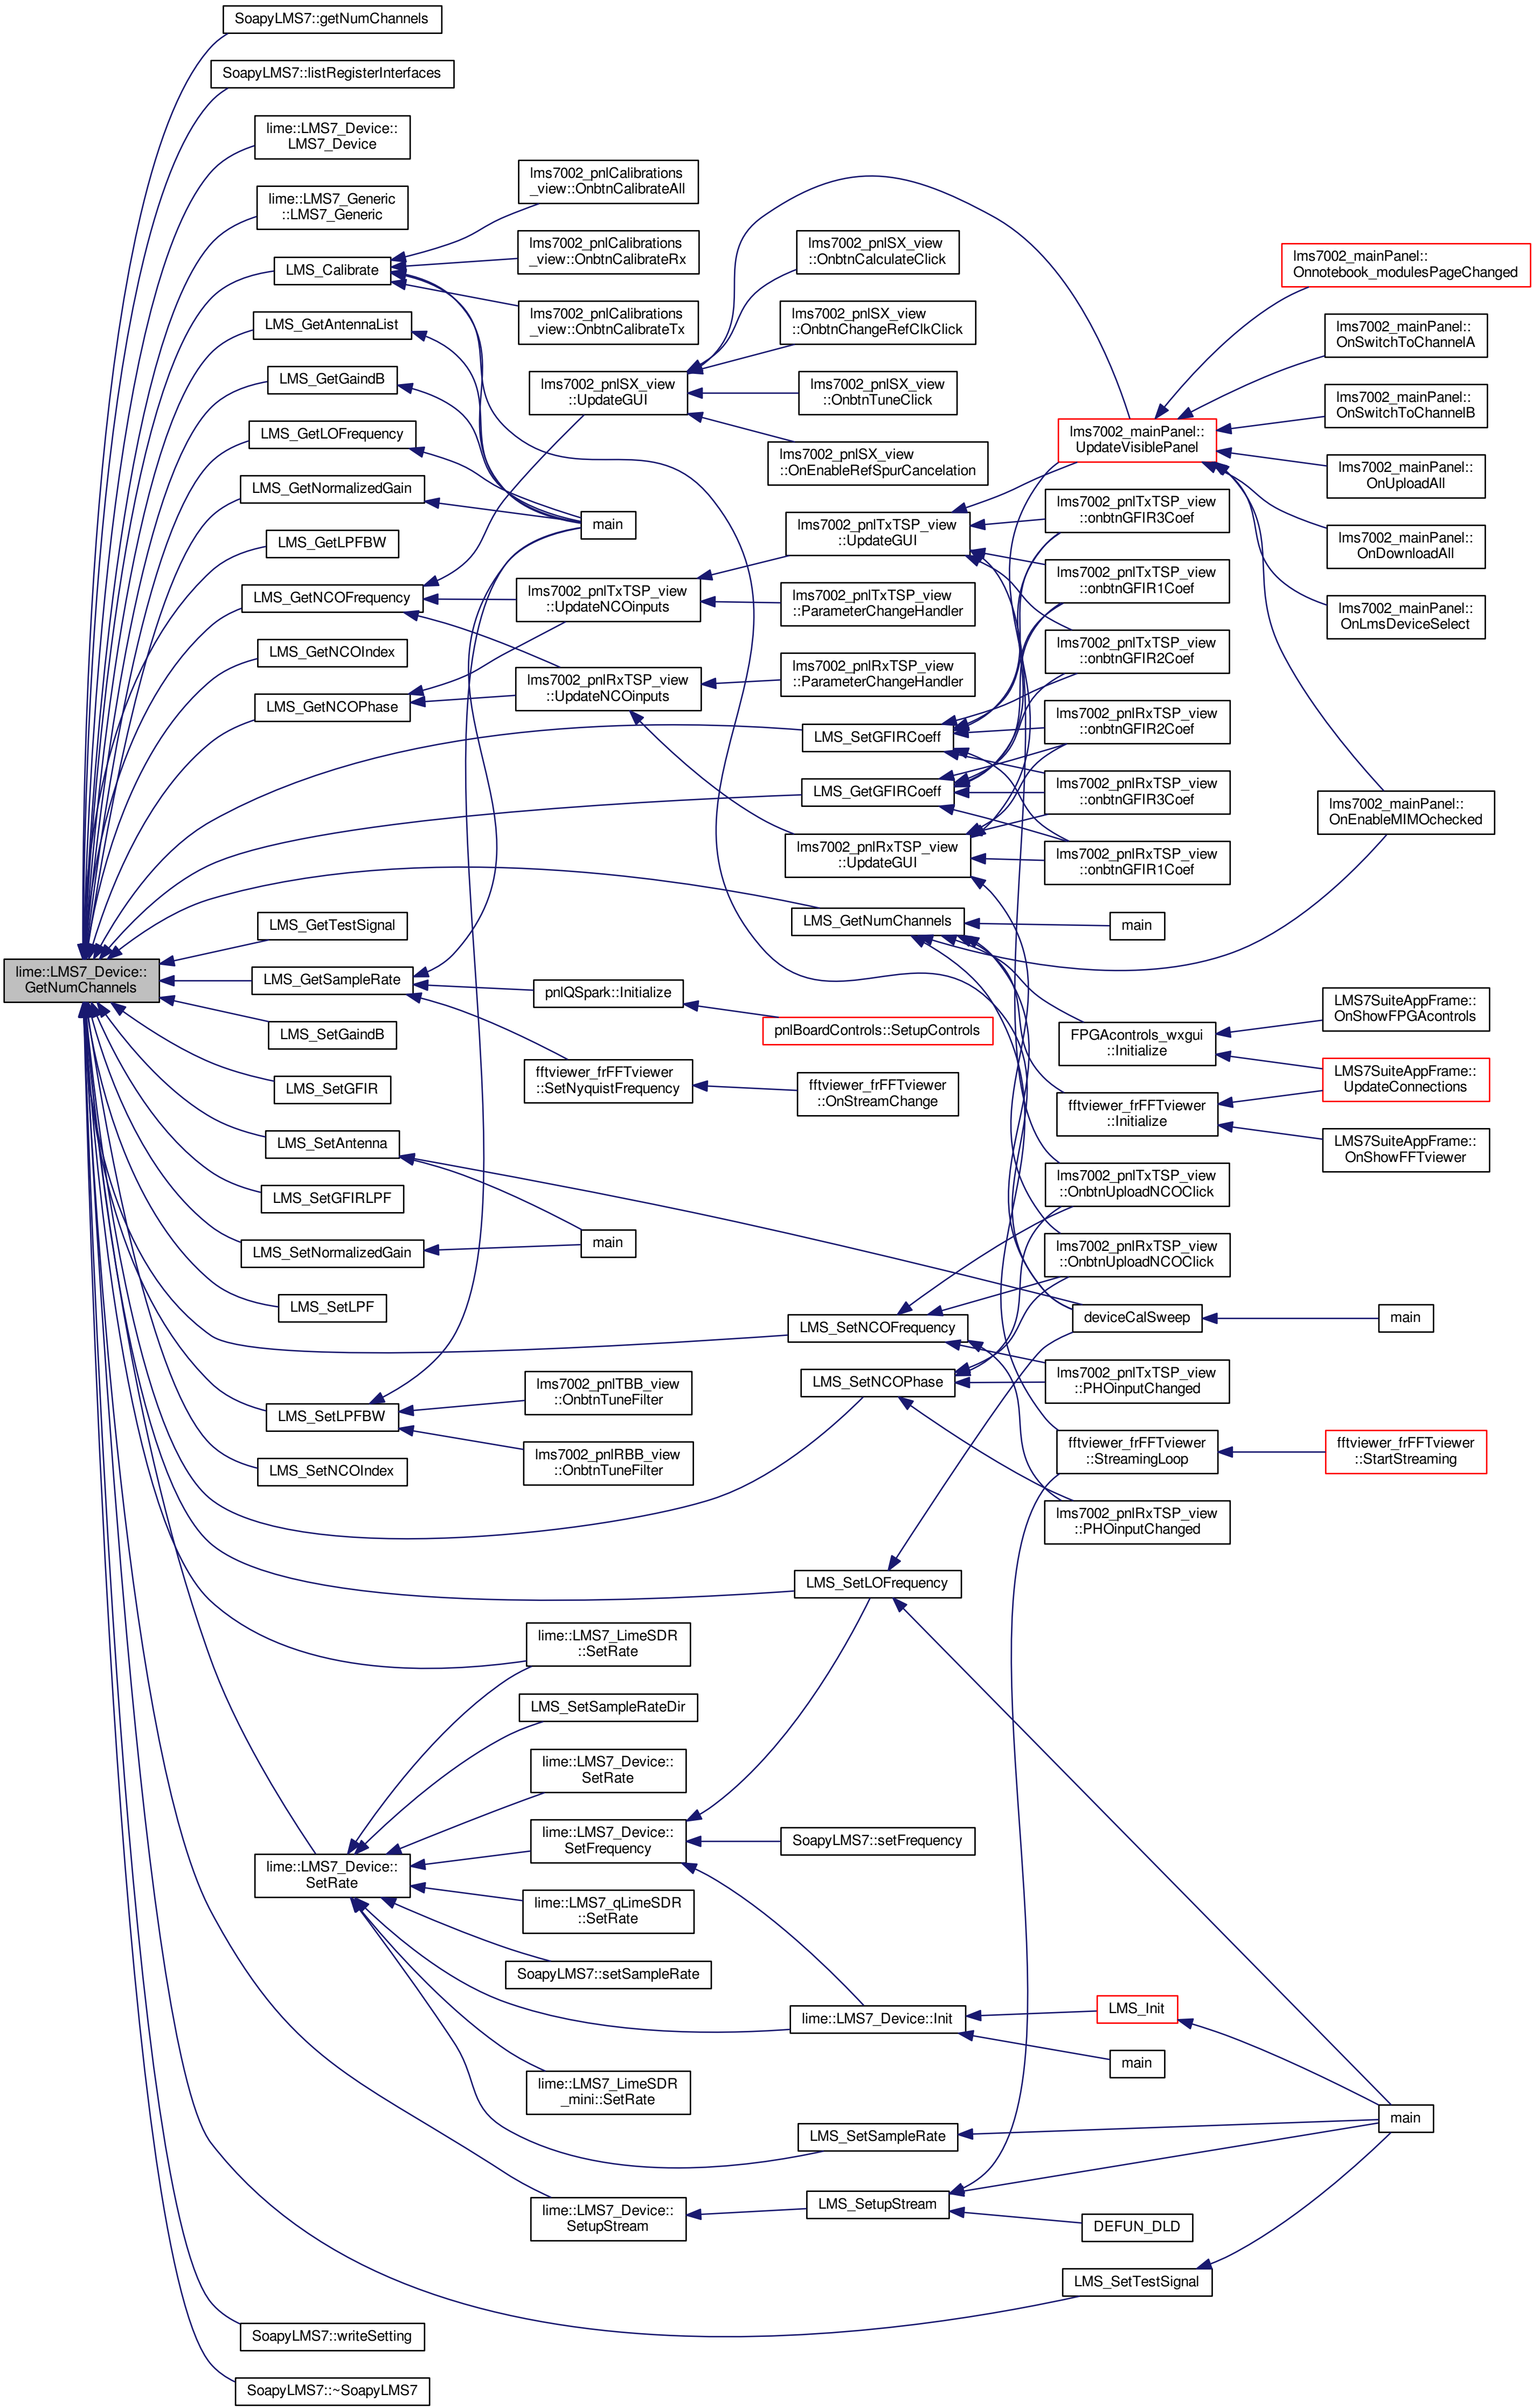 SoapyLMS7::getNumChannels
SoapyLMS7::listRegisterInterfaces
lime::LMS7_Device::
LMS7_Device
lime::LMS7_Generic
::LMS7_Generic
LMS_Calibrate
LMS_GetAntennaList
LMS_GetGaindB
LMS_GetLOFrequency
LMS_GetNormalizedGain
LMS_GetLPFBW
LMS_GetNCOFrequency
LMS_GetNCOIndex
LMS_GetNCOPhase
LMS_GetTestSignal
lime::LMS7_Device::
GetNumChannels
LMS_GetSampleRate
LMS_SetGaindB
LMS_SetGFIR
LMS_SetAntenna
LMS_SetGFIRLPF
LMS_SetNormalizedGain
LMS_SetLPF
LMS_SetLPFBW
LMS_SetNCOIndex
lime::LMS7_Device::
SetRate
SoapyLMS7::writeSetting
SoapyLMS7::~SoapyLMS7
lms7002_pnlCalibrations
_view::OnbtnCalibrateAll
lms7002_pnlCalibrations
_view::OnbtnCalibrateRx
lms7002_pnlCalibrations
_view::OnbtnCalibrateTx
lms7002_pnlSX_view
::UpdateGUI
main
lms7002_pnlTxTSP_view
::UpdateNCOinputs
lms7002_pnlRxTSP_view
::UpdateNCOinputs
pnlQSpark::Initialize
fftviewer_frFFTviewer
::SetNyquistFrequency
main
lms7002_pnlTBB_view
::OnbtnTuneFilter
lms7002_pnlRBB_view
::OnbtnTuneFilter
lime::LMS7_LimeSDR
::SetRate
LMS_SetSampleRateDir
lime::LMS7_Device::
SetRate
lime::LMS7_Device::
SetFrequency
lime::LMS7_qLimeSDR
::SetRate
SoapyLMS7::setSampleRate
lime::LMS7_LimeSDR
_mini::SetRate
lime::LMS7_Device::
SetupStream
lms7002_pnlSX_view
::OnbtnCalculateClick
lms7002_pnlSX_view
::OnbtnChangeRefClkClick
lms7002_pnlSX_view
::OnbtnTuneClick
lms7002_pnlSX_view
::OnEnableRefSpurCancelation
lms7002_pnlTxTSP_view
::UpdateGUI
lms7002_pnlTxTSP_view
::ParameterChangeHandler
lms7002_pnlRxTSP_view
::ParameterChangeHandler
LMS_SetGFIRCoeff
LMS_GetGFIRCoeff
lms7002_pnlRxTSP_view
::UpdateGUI
LMS_GetNumChannels
pnlBoardControls::SetupControls
fftviewer_frFFTviewer
::OnStreamChange
LMS_SetNCOFrequency
LMS_SetNCOPhase
LMS_SetLOFrequency
SoapyLMS7::setFrequency
lime::LMS7_Device::Init
LMS_SetSampleRate
LMS_SetupStream
lms7002_mainPanel::
UpdateVisiblePanel
lms7002_pnlTxTSP_view
::onbtnGFIR3Coef
lms7002_pnlTxTSP_view
::onbtnGFIR1Coef
lms7002_pnlTxTSP_view
::onbtnGFIR2Coef
lms7002_pnlRxTSP_view
::onbtnGFIR2Coef
lms7002_pnlRxTSP_view
::onbtnGFIR3Coef
lms7002_pnlRxTSP_view
::onbtnGFIR1Coef
main
FPGAcontrols_wxgui
::Initialize
fftviewer_frFFTviewer
::Initialize
lms7002_pnlTxTSP_view
::OnbtnUploadNCOClick
lms7002_pnlRxTSP_view
::OnbtnUploadNCOClick
deviceCalSweep
lms7002_pnlTxTSP_view
::PHOinputChanged
fftviewer_frFFTviewer
::StreamingLoop
lms7002_pnlRxTSP_view
::PHOinputChanged
LMS_Init
main
DEFUN_DLD
LMS_SetTestSignal
lms7002_mainPanel::
Onnotebook_modulesPageChanged
lms7002_mainPanel::
OnSwitchToChannelA
lms7002_mainPanel::
OnSwitchToChannelB
lms7002_mainPanel::
OnUploadAll
lms7002_mainPanel::
OnDownloadAll
lms7002_mainPanel::
OnLmsDeviceSelect
lms7002_mainPanel::
OnEnableMIMOchecked
LMS7SuiteAppFrame::
OnShowFPGAcontrols
LMS7SuiteAppFrame::
UpdateConnections
LMS7SuiteAppFrame::
OnShowFFTviewer
main
fftviewer_frFFTviewer
::StartStreaming
main